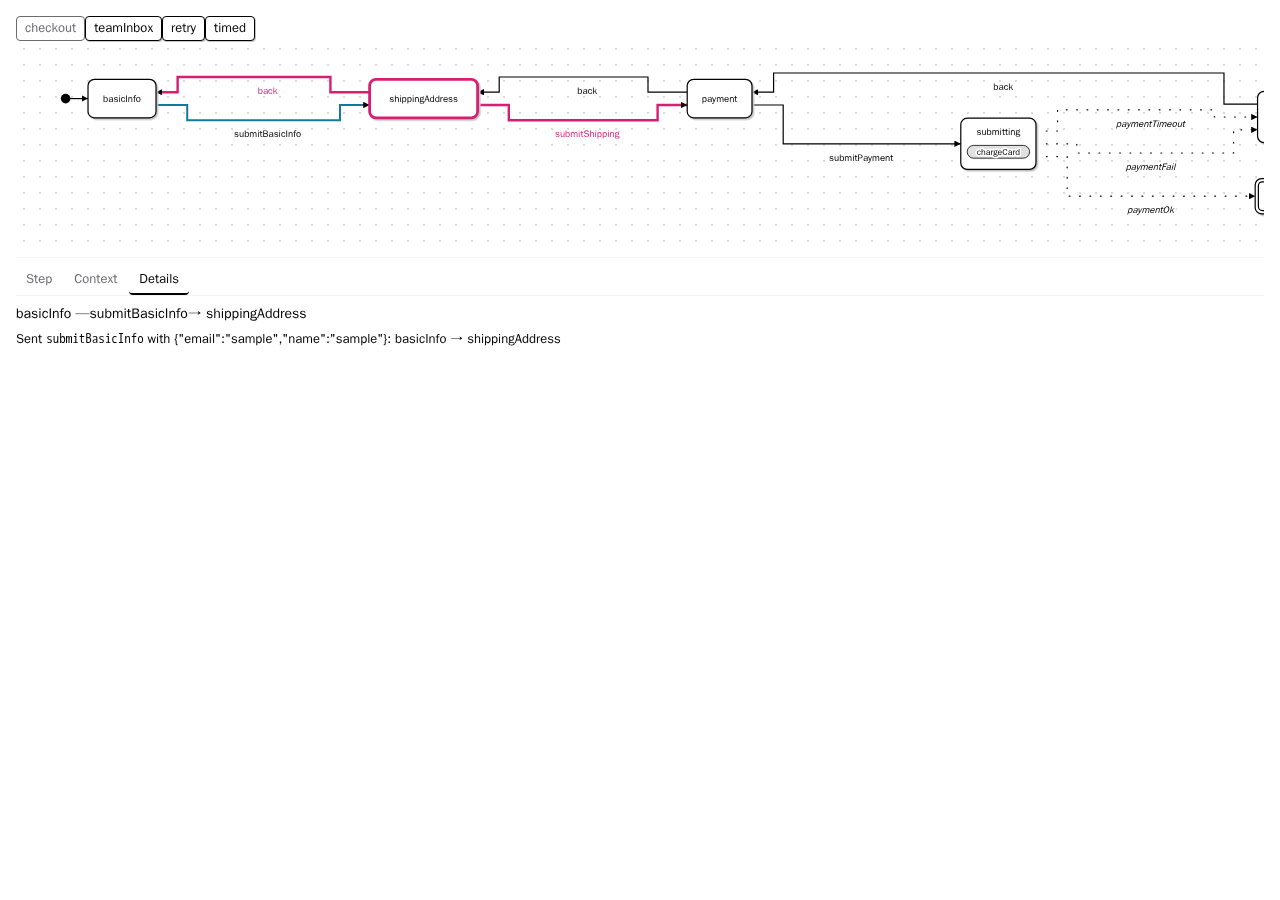 checkout teamInbox retry timed
back
back
back
basicInfo
shippingAddress
payment
submitBasicInfo
submitShipping
submitPayment
submitting
chargeCard
paymentTimeout
paymentFail
paymentOk
Step Context Details
basicInfo —submitBasicInfo→ shippingAddress
Sent submitBasicInfo with {"email":"sample","name":"sample"}: basicInfo → shippingAddress